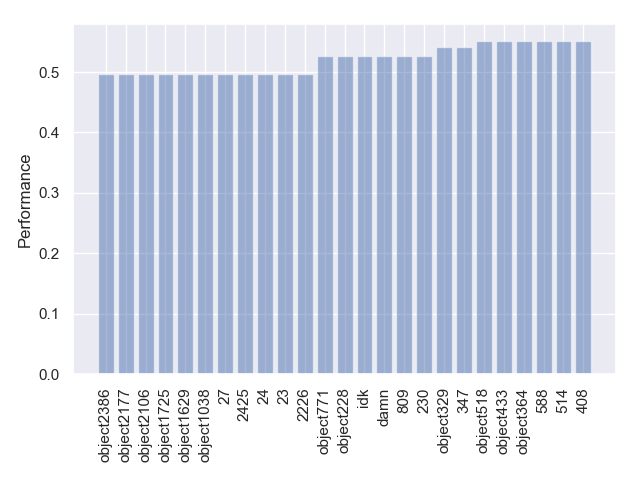 Performance
0.5
0.4
0.3
0.2
0.1
0.0
object2386
object2177
object2106
object1725
object1629
object1038
27
2425
24
23
2226
object771
object228
idk
damn
809
230
object329
347
object518
object433
object364
588
514
408